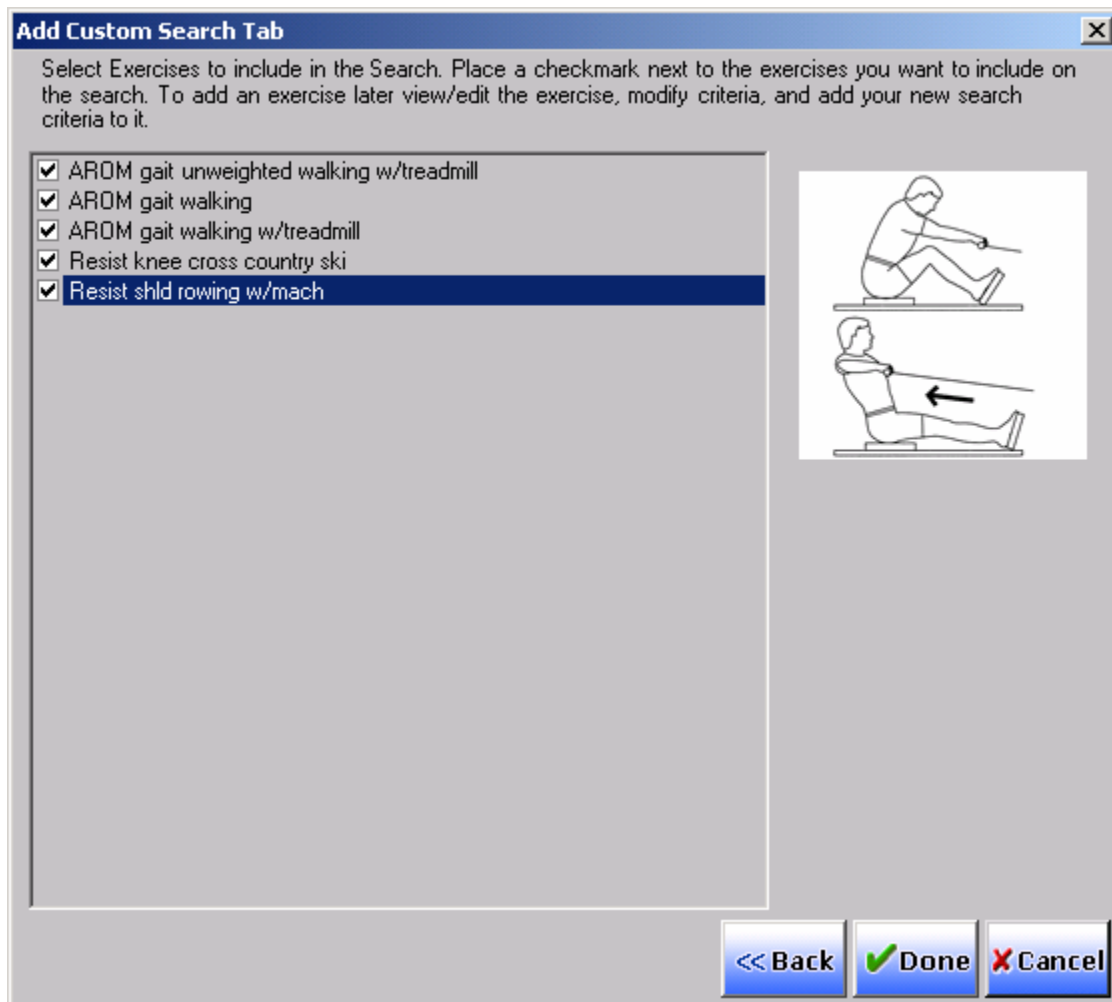 Add Custom Search Tab
Select Exercises to include in the Search. Place a checkmark next to the exercises you want to include on
the search. To add an exercise later view/edit the exercise, modify criteria, and add your new search
criteria to it.
AROM gait unweighted walking w/treadmill
AROM gait walking
AROM gait walking w/treadmill
Resist knee cross country ski
Resist shld rowing w/mach
<< Back
Done
Cancel